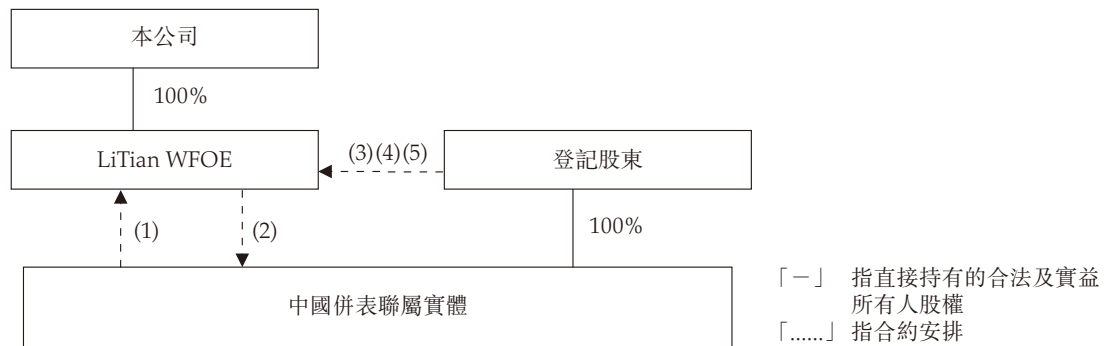 本公司
100%
LiTian WFOE
(3)(4)(5)
登記股東
(1)
(2)
100%
中國併表聯屬實體
「－」 指直接持有的合法及實益
所有人股權
「......」 指合約安排